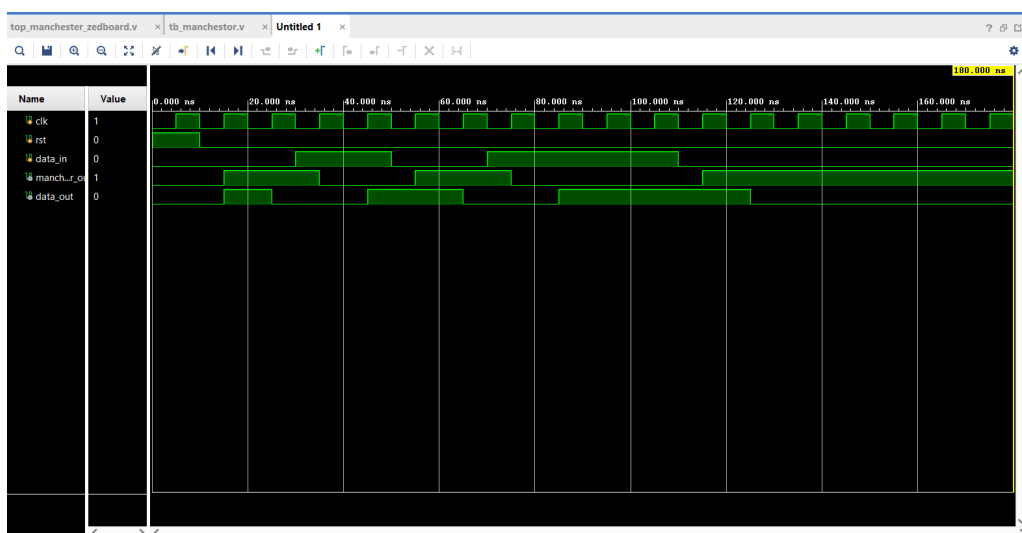 top_manchester_zedboard.v × tb_manchestor.v × Untitled 1 × ?
180.000 ns
Name Value 0.000 ns 20.000 ns 40.000 ns 60.000 ns 80.000 ns 100.000 ns 120.000 ns 140.000 ns 160.000 ns
clk 1
rst 0
data_in 0
manch...r_ou 1
data_out 0